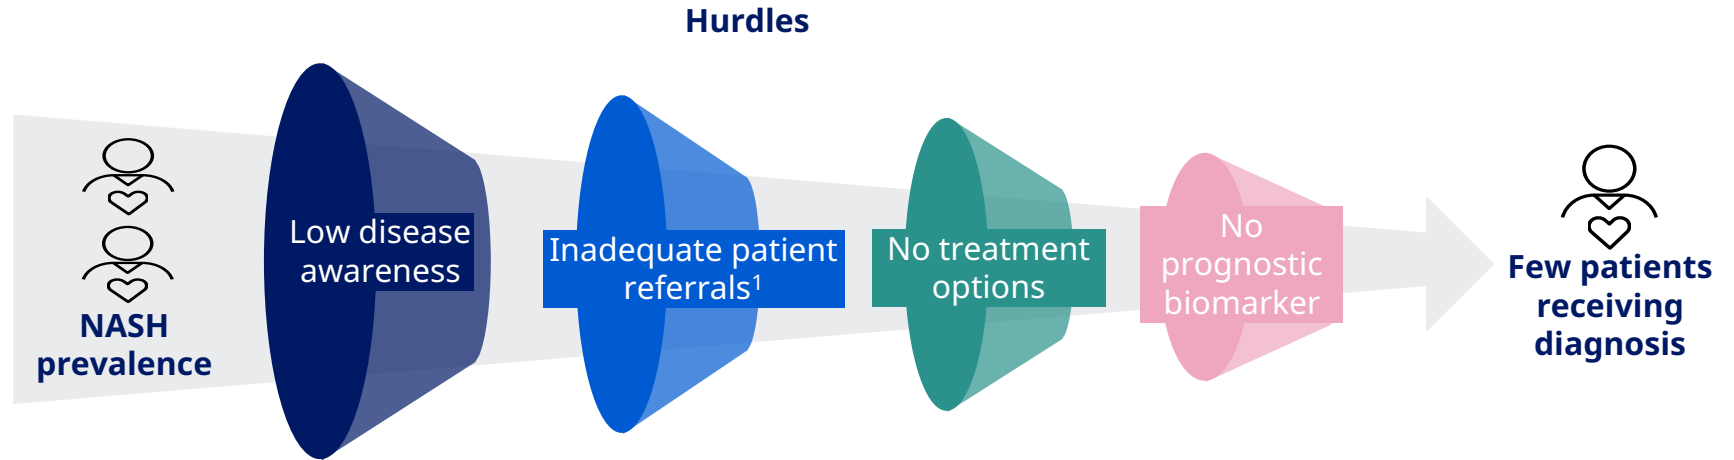 Hurdles
NASH
prevalence
Low disease
awareness
Inadequate patient
referrals¹
No treatment
options
No
prognostic
biomarker
Few patients
receiving
diagnosis